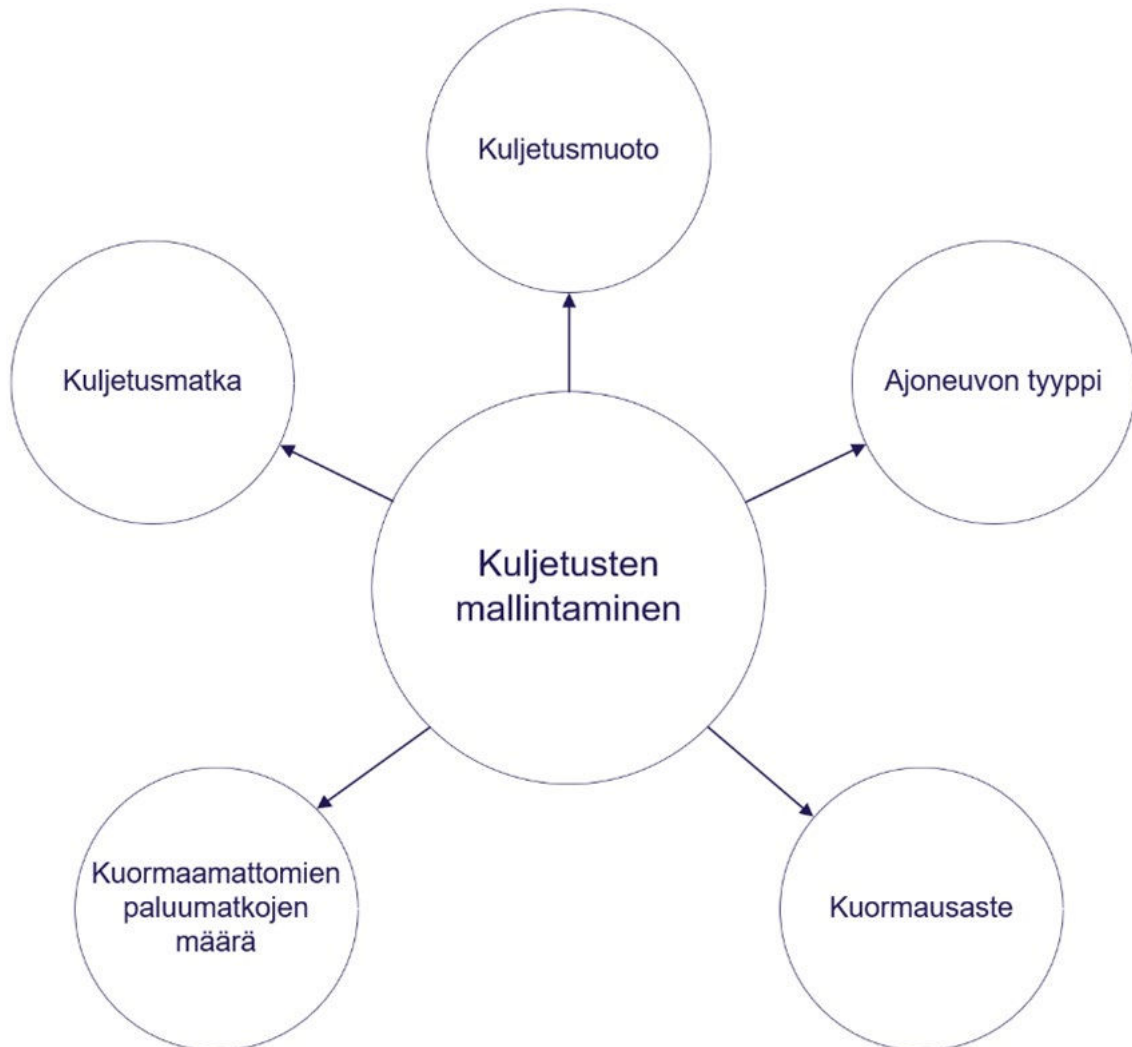 Kuljetusmuoto
Kuljetusmatka
Ajoneuvon tyyppi
Kuljetusten
mallintaminen
Kuormaamattomien
paluumatkojen
määrä
Kuormausaste